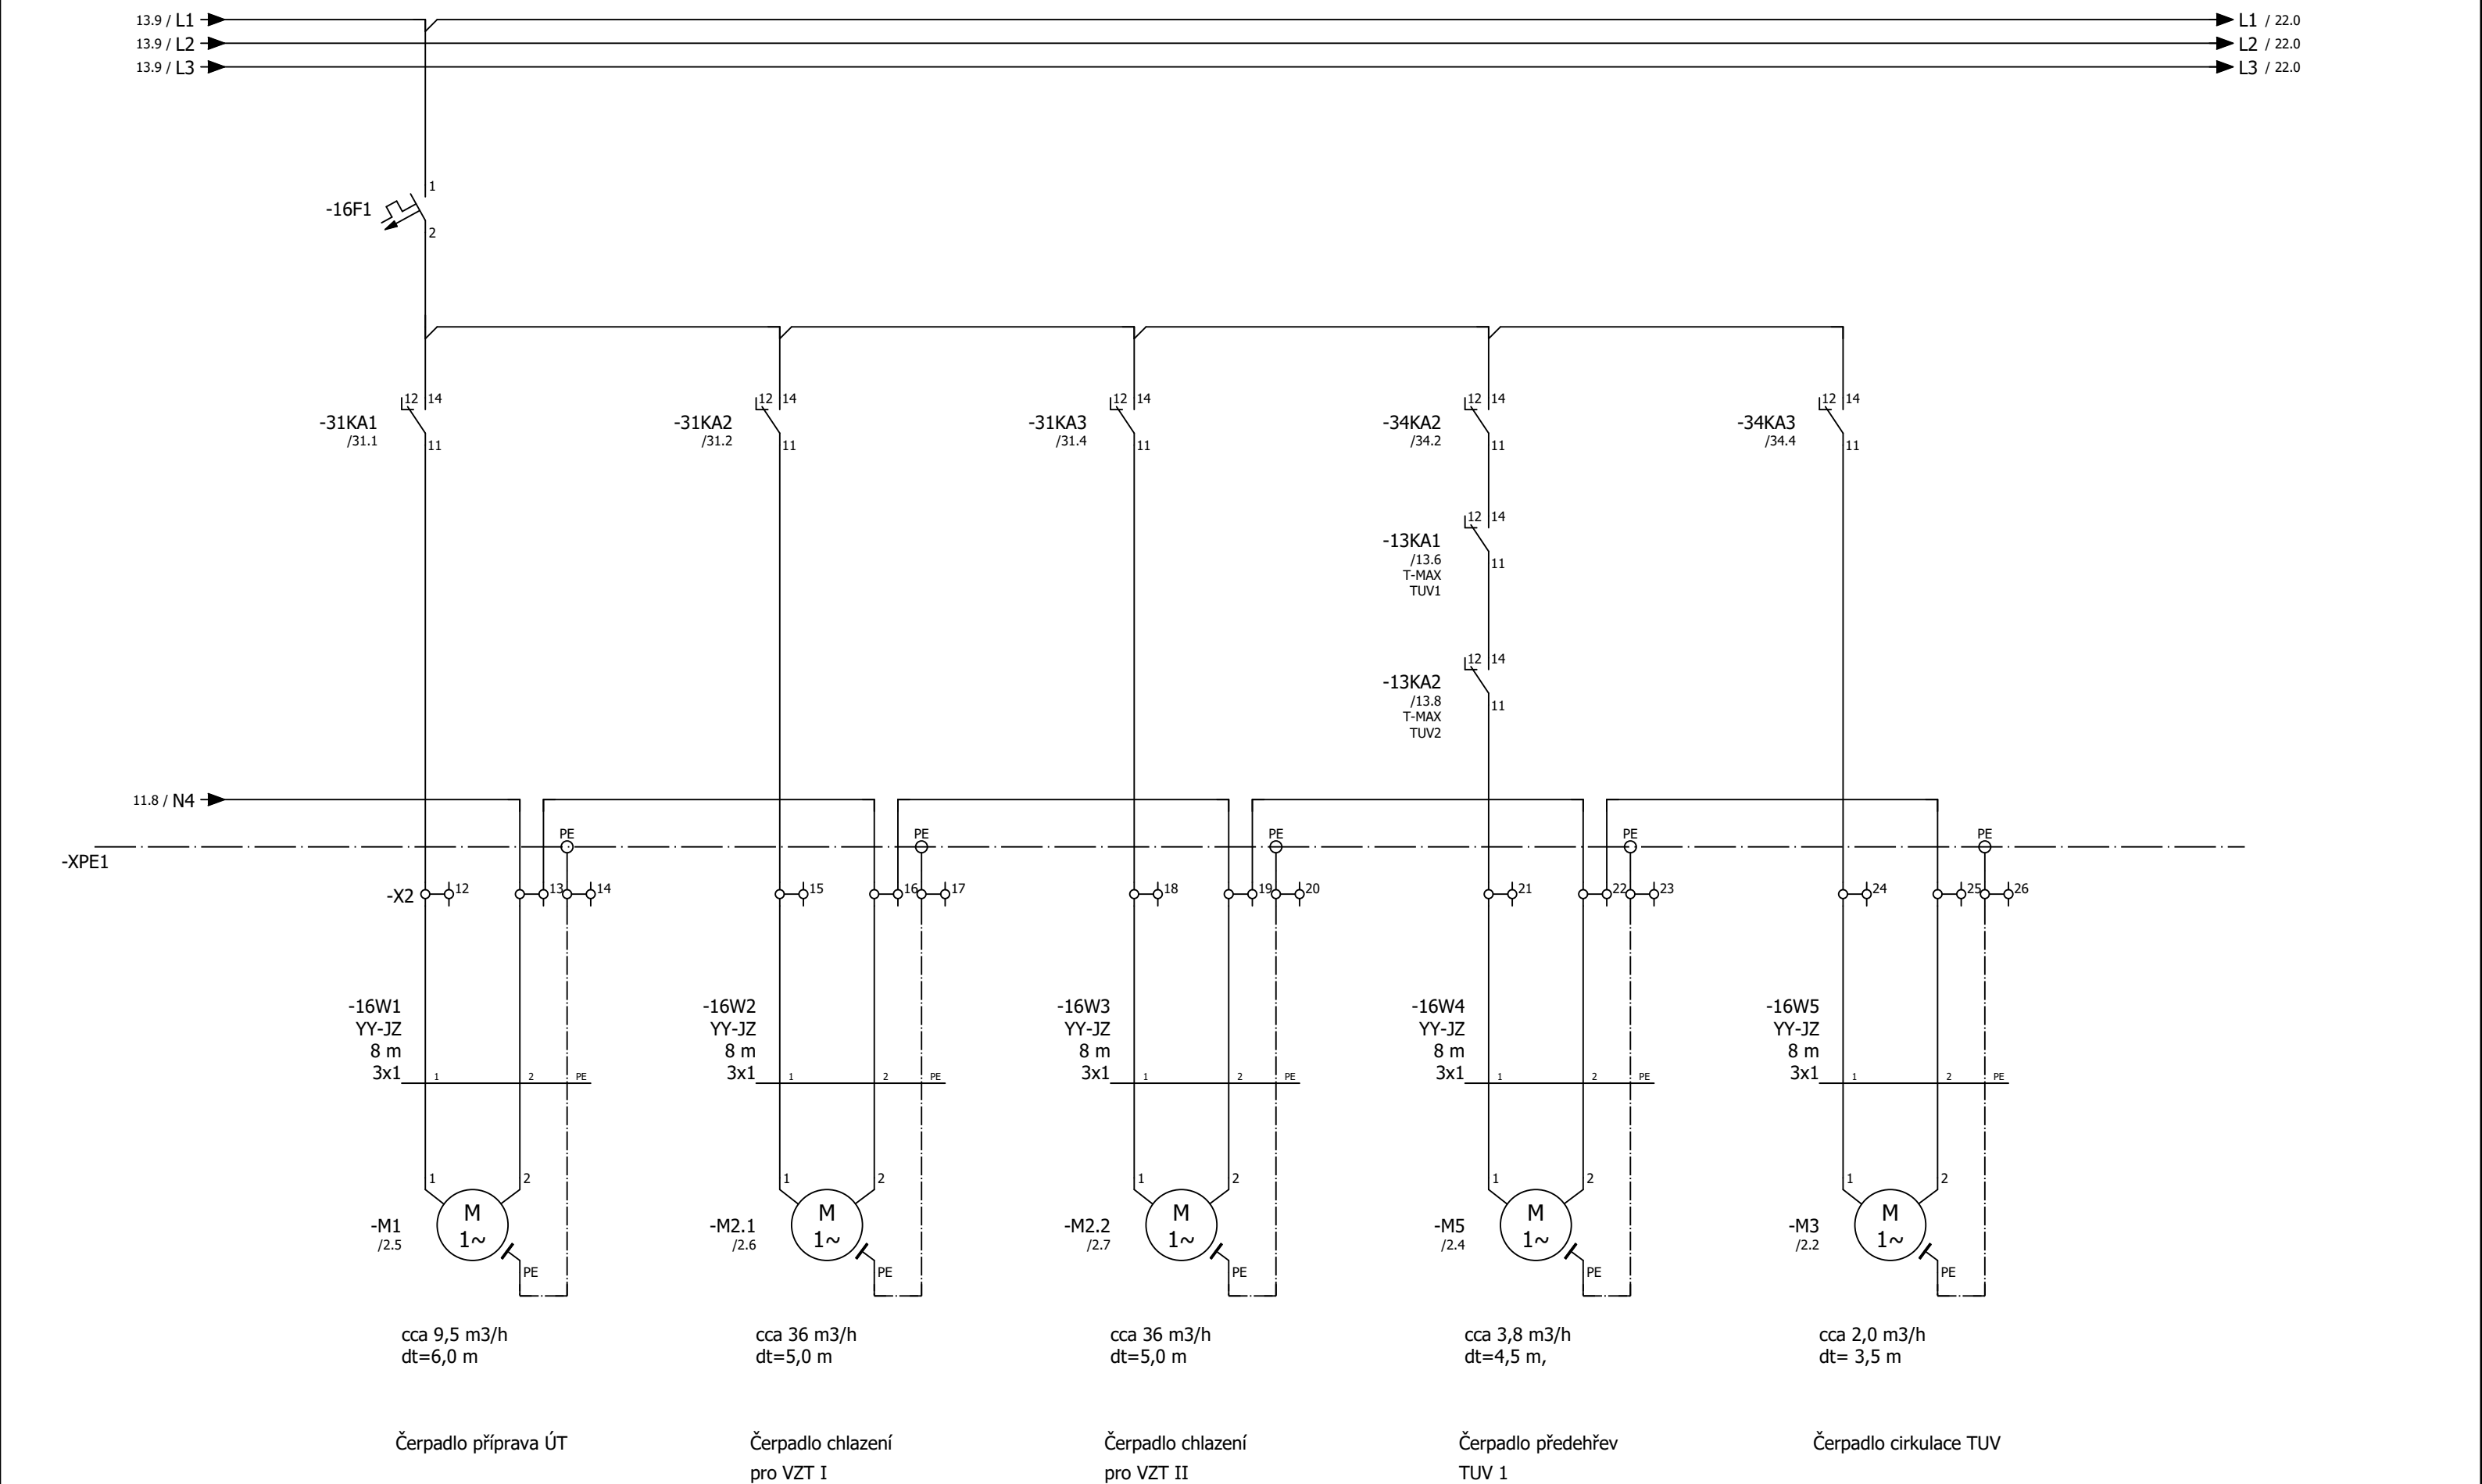 13.9 / L1 L1 / 22.0
13.9 / L2 L2 / 22.0
13.9 / L3 L3 / 22.0
1
-16F1
2
12 14 12 14 12 14 12 14 12 14
-31KA1 -31KA2 -31KA3 -34KA2 -34KA3
/31.1 /31.2 /31.4 /34.2 /34.4
11 11 11 11 11
12 14
-13KA1
/13.6 11
T-MAX
TUV1
12 14
-13KA2
/13.8 11
T-MAX
TUV2
11.8 / N4
PE PE PE PE PE
-XPE1
-X2 12 13 14 15 16 17 18 19 20 21 22 23 24 25 26
-16W1 -16W2 -16W3 -16W4 -16W5
YY-JZ YY-JZ YY-JZ YY-JZ YY-JZ
8 m 8 m 8 m 8 m 8 m
3x1 1 2 PE 3x1 1 2 PE 3x1 1 2 PE 3x1 1 2 PE 3x1 1 2 PE
1 2 1 2 1 2 1 2 1 2
M M M M M
-M1 -M2.1 -M2.2 -M5 -M3
1~ 1~ 1~ 1~ 1~
/2.5 /2.6 /2.7 /2.4 /2.2
PE PE PE PE PE
cca 9,5 m3/h cca 36 m3/h cca 36 m3/h cca 3,8 m3/h cca 2,0 m3/h
dt=6,0 m dt=5,0 m dt=5,0 m dt=4,5 m, dt= 3,5 m
Čerpadlo příprava ÚT Čerpadlo chlazení Čerpadlo chlazení Čerpadlo předehřev Čerpadlo cirkulace TUV
pro VZT I pro VZT II TUV 1